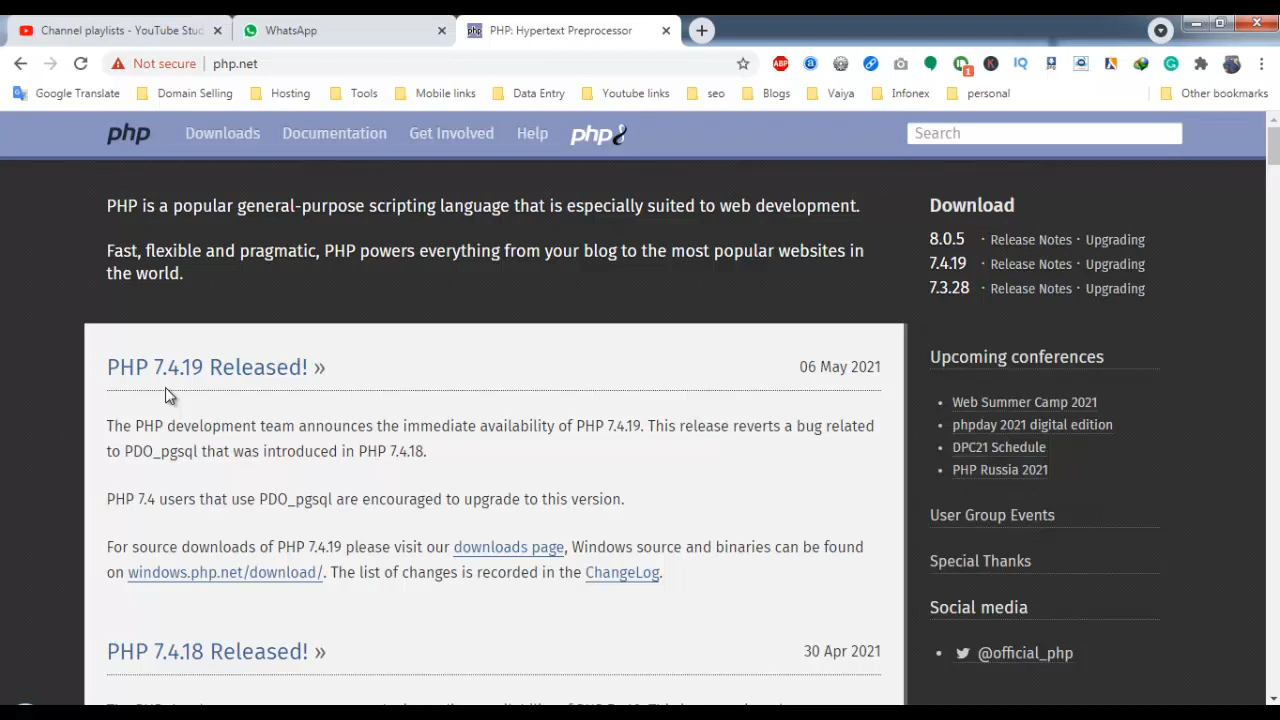 Channel playlists - YouTube Stud
WhatsApp
php PHP: Hypertext Preprocessor
Not secure php.net
ABP a 1 K IQ
Google Translate Domain Selling Hosting Tools Mobile links Data Entry Youtube links seo Blogs Vaiya Infonex personal Other bookmarks
php Downloads Documentation Get Involved Help php8 Search
PHP is a popular general-purpose scripting language that is especially suited to web development.
Fast, flexible and pragmatic, PHP powers everything from your blog to the most popular websites in
the world.
Download
8.0.5 · Release Notes · Upgrading
7.4.19 · Release Notes · Upgrading
7.3.28 · Release Notes · Upgrading
PHP 7.4.19 Released! » 06 May 2021
The PHP development team announces the immediate availability of PHP 7.4.19. This release reverts a bug related
to PDO_pgsql that was introduced in PHP 7.4.18.
PHP 7.4 users that use PDO_pgsql are encouraged to upgrade to this version.
For source downloads of PHP 7.4.19 please visit our downloads page, Windows source and binaries can be found
on windows.php.net/download/. The list of changes is recorded in the ChangeLog.
PHP 7.4.18 Released! » 30 Apr 2021
Upcoming conferences
• Web Summer Camp 2021
• phpday 2021 digital edition
• DPC21 Schedule
• PHP Russia 2021
User Group Events
Special Thanks
Social media
• @official_php